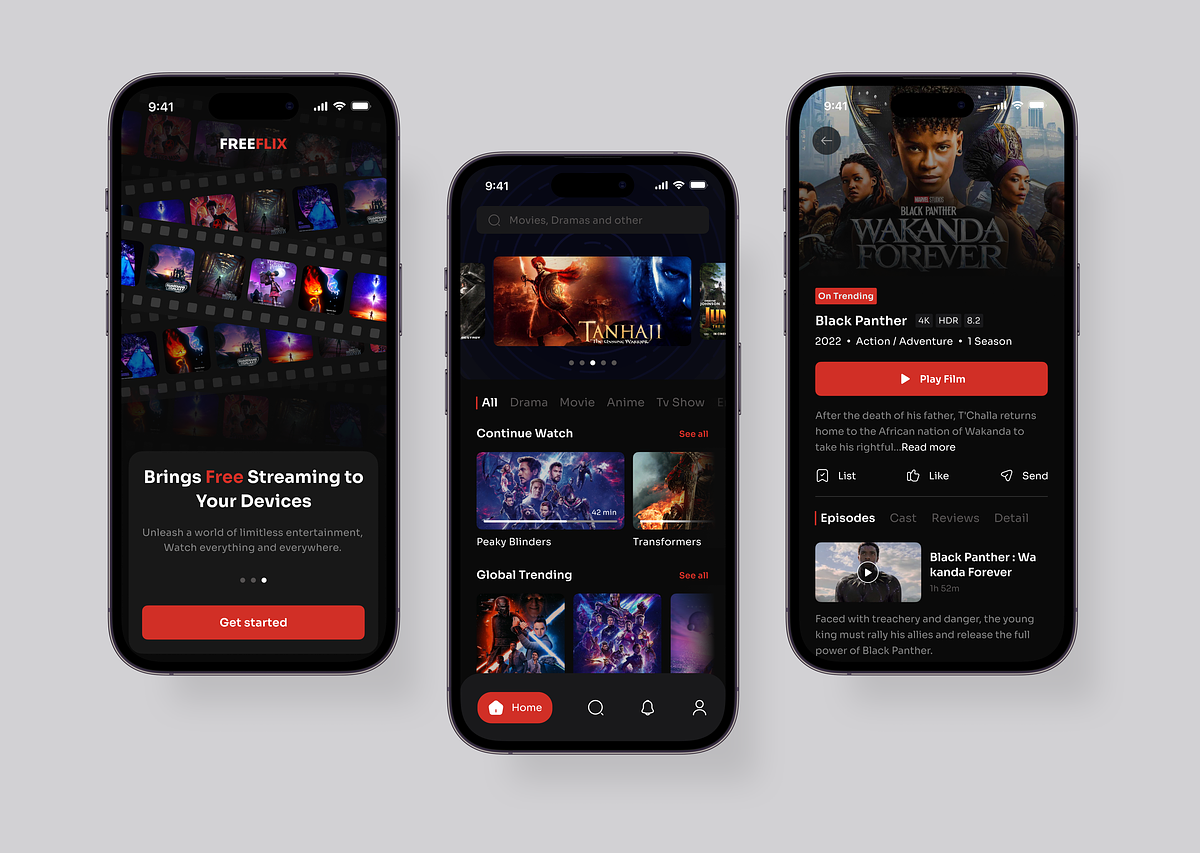 9:41
FREEFLIX
Brings Free Streaming to
Your Devices
Unleash a world of limitless entertainment,
Watch everything and everywhere.
Get started
9:41
Movies, Dramas and other
TANHAJI
THE UNSUNG WARRIOR
All Drama Movie Anime Tv Show
Continue Watch See all
42 min
Peaky Blinders Transformers
Global Trending See all
Home
9:41
MARVEL STUDIOS
BLACK PANTHER
WAKANDA
FOREVER
On Trending
Black Panther 4K HDR 8.2
2022 • Action / Adventure • 1 Season
Play Film
After the death of his father, T'Challa returns
home to the African nation of Wakanda to
take his rightful...Read more
List Like Send
Episodes Cast Reviews Detail
Black Panther : Wa
kanda Forever
1h 52m
Faced with treachery and danger, the young
king must rally his allies and release the full
power of Black Panther.